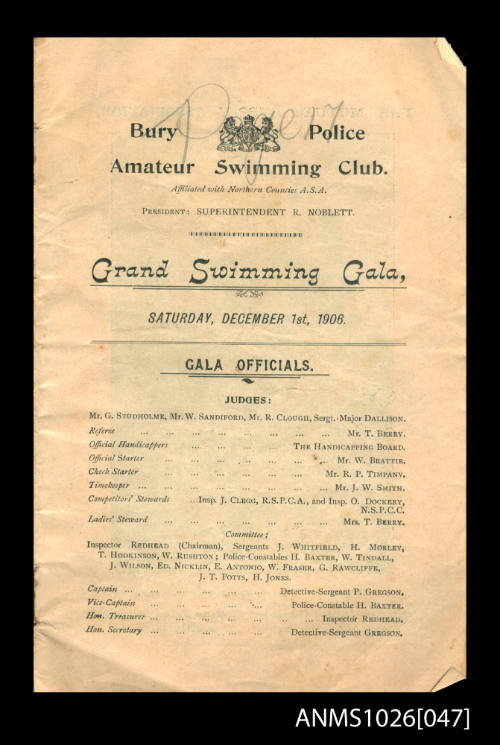 Bury Police
Amateur Swimming Club.
Affiliated with Northern Counties A.S.A.
PRESIDENT: SUPERINTENDENT R. NOBLETT.
Grand Swimming Gala,
SATURDAY, DECEMBER 1st, 1906.
GALA OFFICIALS.
JUDGES:
Mr. G. STUDHOLME, Mr. W. SANDIFORD, Mr. R. CLOUGH, Sergt.-Major DALLISON.
Referee ... ... ... ... ... ... ... Mr. T. BERRY.
Official Handicappers ... ... ... ... THE HANDICAPPING BOARD.
Official Starter ... ... ... ... ... ... Mr. W. BEATTIE.
Check Starter ... ... ... ... ... Mr. R. P. TIMPANY.
Timekeeper ... ... ... ... ... ... ... Mr. J. W. SMITH.
Competitors' Stewards ...Insp. J. CLEGG, R.S.P.C.A., and Insp. O. DOCKERY,
N.S.P.C.C.
Ladies' Steward ... ... ... ... ... ... Mrs. T. BERRY.
Committee;
Inspector REDHEAD (Chairman), Sergeants J. WHITFIELD, H. MORLEY,
T. HODKINSON, W. RUSHTON; Police-Constables H. BAXTER, W. TINDALL,
J. WILSON, ED. NICKLIN, E. ANTONIO, W. FRASER, G. RAWCLIFFE,
J. T. POTTS, H. JONES.
Captain ... ... ... ... ... Detective-Sergeant P. GREGSON.
Vice-Captain ... ... ... ... Police-Constable H. BAXTER.
Hon. Treasurer ... ... ... ... ... ... Inspector REDHEAD.
Hon. Secretary ... ... ... ... ... Detective-Sergeant GREGSON.
ANMS1026[047]